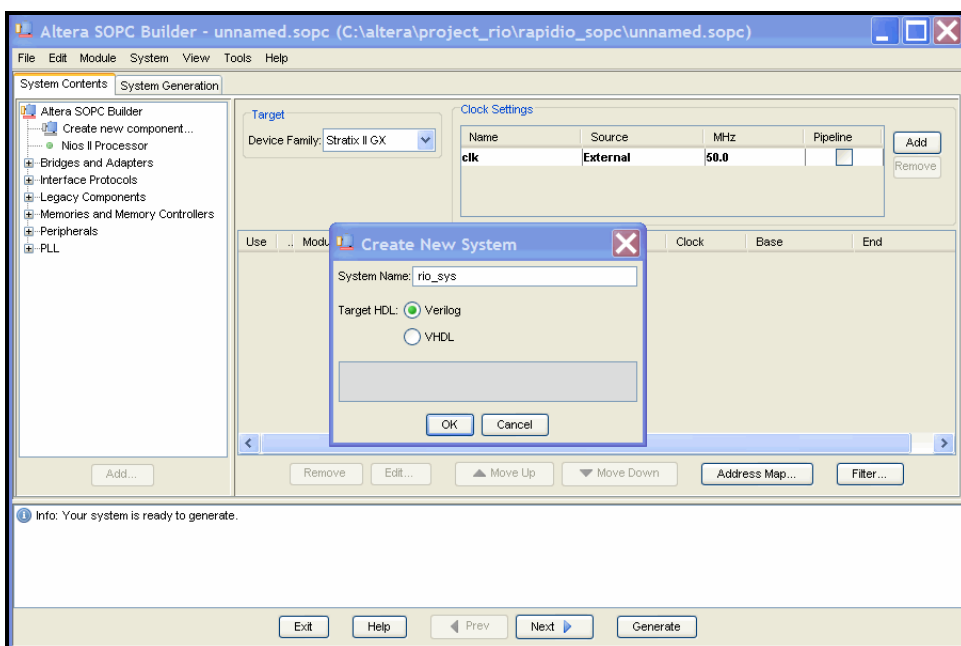 Altera SOPC Builder - unnamed.sopc (C:\altera\project_rio\rapidio_sopc\unnamed.sopc)
File Edit Module System View Tools Help
System Contents System Generation
Altera SOPC Builder
Create new component...
Nios II Processor
Bridges and Adapters
Interface Protocols
Legacy Components
Memories and Memory Controllers
Peripherals
PLL
Add...
Target
Device Family: Stratix II GX
Clock Settings
Name Source MHz Pipeline
clk External 50.0
Add
Remove
Use .. Modu Clock Base End
Create New System
System Name: rio_sys
Target HDL: Verilog
VHDL
OK Cancel
Remove Edit... Move Up Move Down Address Map... Filter...
Info: Your system is ready to generate.
Exit Help Prev Next Generate